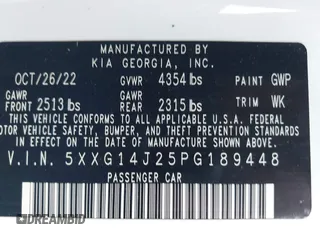 MANUFACTURED BY
KIA GEORGIA, INC.
OCT/26/22 GVWR 4354 lbs PAINT GWP
GAWR GAWR
FRONT 2513 lbs REAR 2315 lbs TRIM WK
THIS VEHICLE CONFORMS TO ALL APPLICABLE U.S.A. FEDERAL
MOTOR VEHICLE SAFETY, BUMPER, AND THEFT PREVENTION
STANDARDS IN EFFECT ON THE DATE OF MANUFACTURE SHOWN ABOVE.
V.I.N. 5XXG14J25PG189448
PASSENGER CAR
DREAMBID